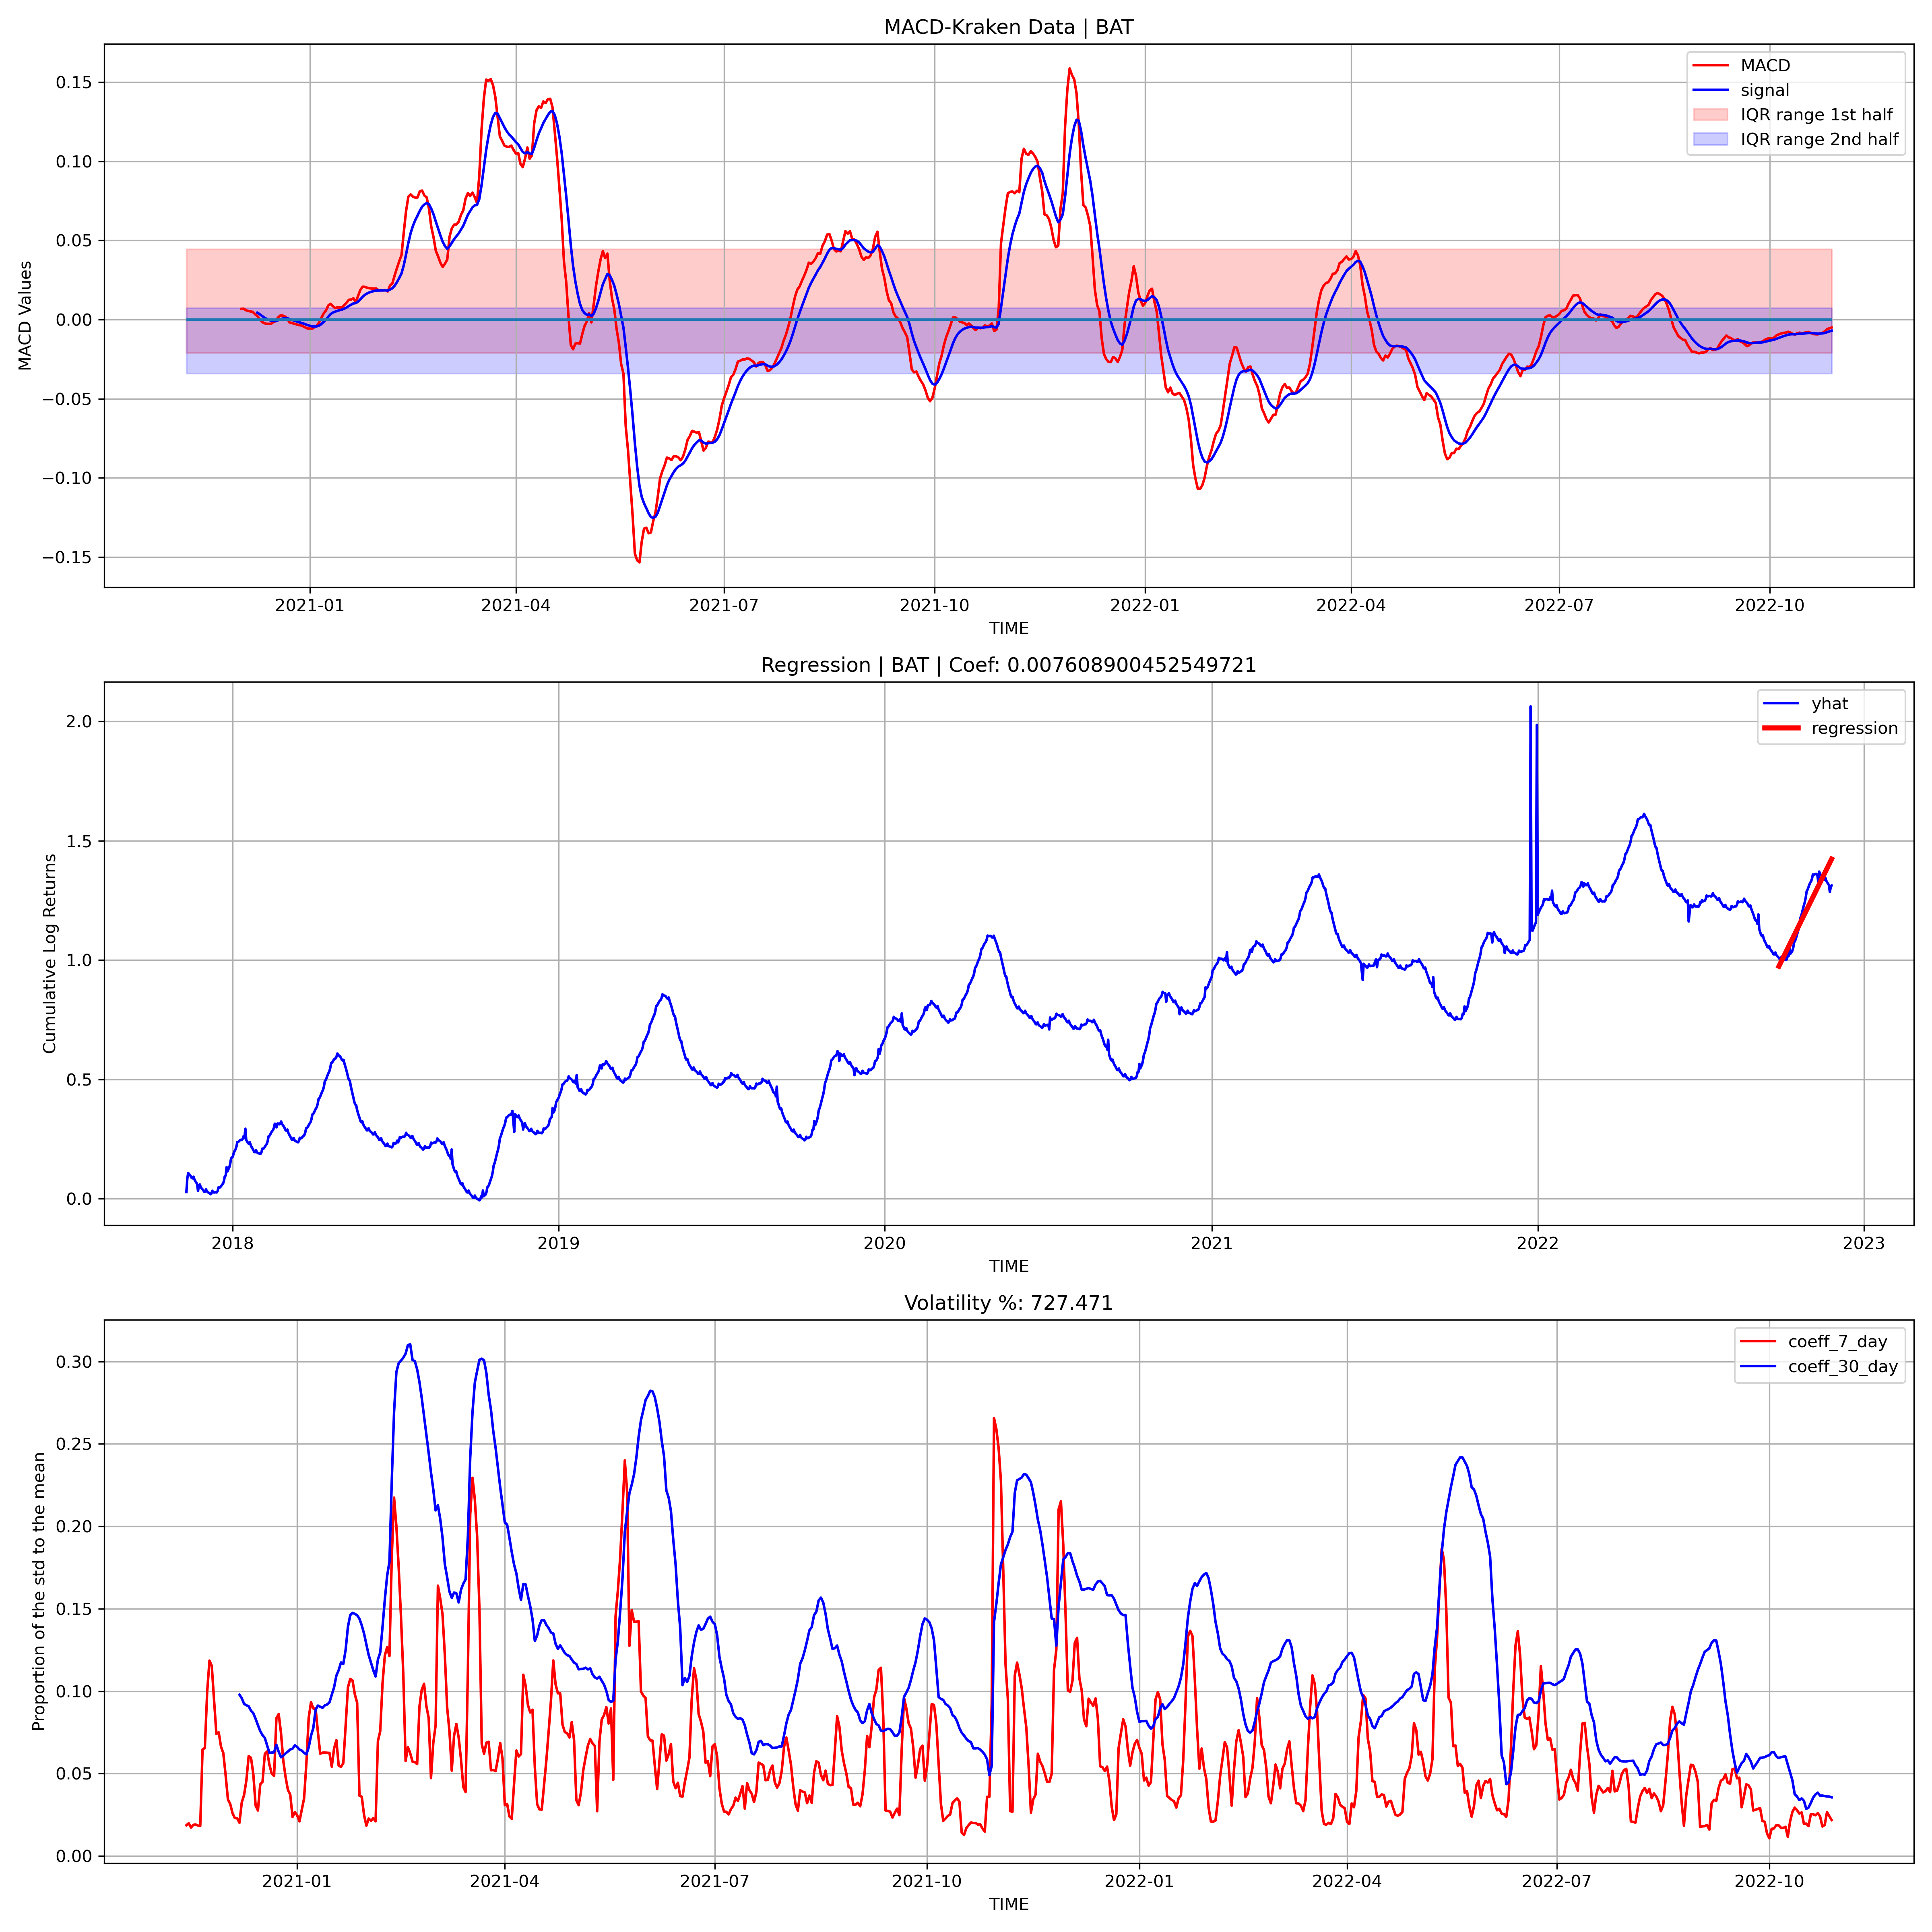 MACD-Kraken Data | BAT
MACD Values
0.15
0.10
0.05
0.00
−0.05
−0.10
−0.15
MACD
signal
IQR range 1st half
IQR range 2nd half
2021-01
2021-04
2021-07
2021-10
2022-01
2022-04
2022-07
2022-10
TIME
Regression | BAT | Coef: 0.007608900452549721
Cumulative Log Returns
2.0
1.5
1.0
0.5
0.0
yhat
regression
2018
2019
2020
2021
2022
2023
TIME
Volatility %: 727.471
Proportion of the std to the mean
0.30
0.25
0.20
0.15
0.10
0.05
0.00
coeff_7_day
coeff_30_day
2021-01
2021-04
2021-07
2021-10
2022-01
2022-04
2022-07
2022-10
TIME